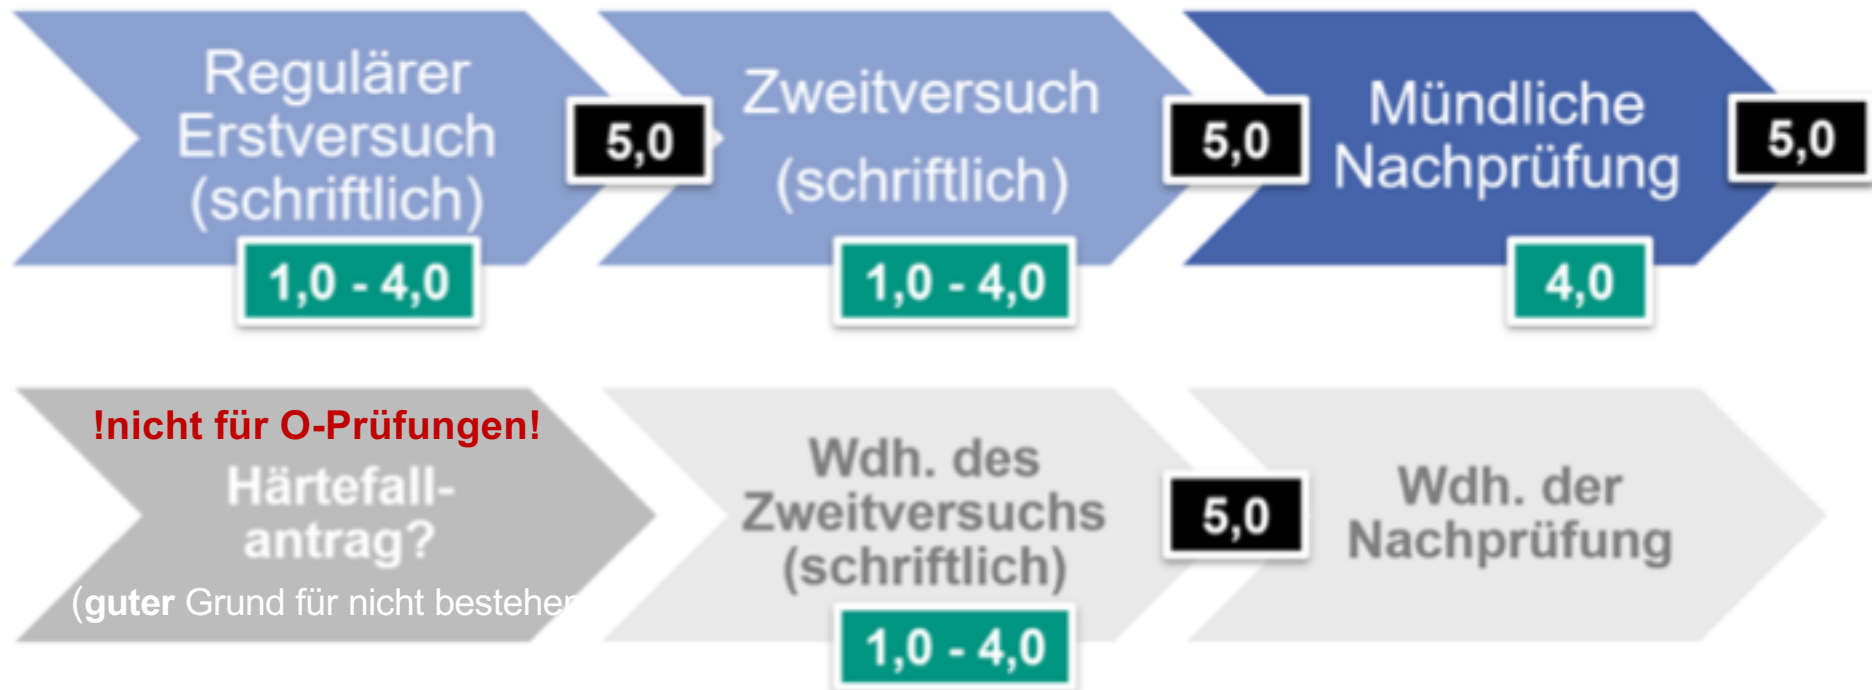 Regulärer
Erstversuch
(schriftlich)
5,0
1,0 - 4,0
Zweitversuch
(schriftlich)
5,0
1,0 - 4,0
Mündliche
Nachprüfung
5,0
4,0
!nicht für O-Prüfungen!
Härtefall-
antrag?
(guter Grund für nicht bestehen
Wdh. des
Zweitversuchs
(schriftlich)
5,0
1,0 - 4,0
Wdh. der
Nachprüfung